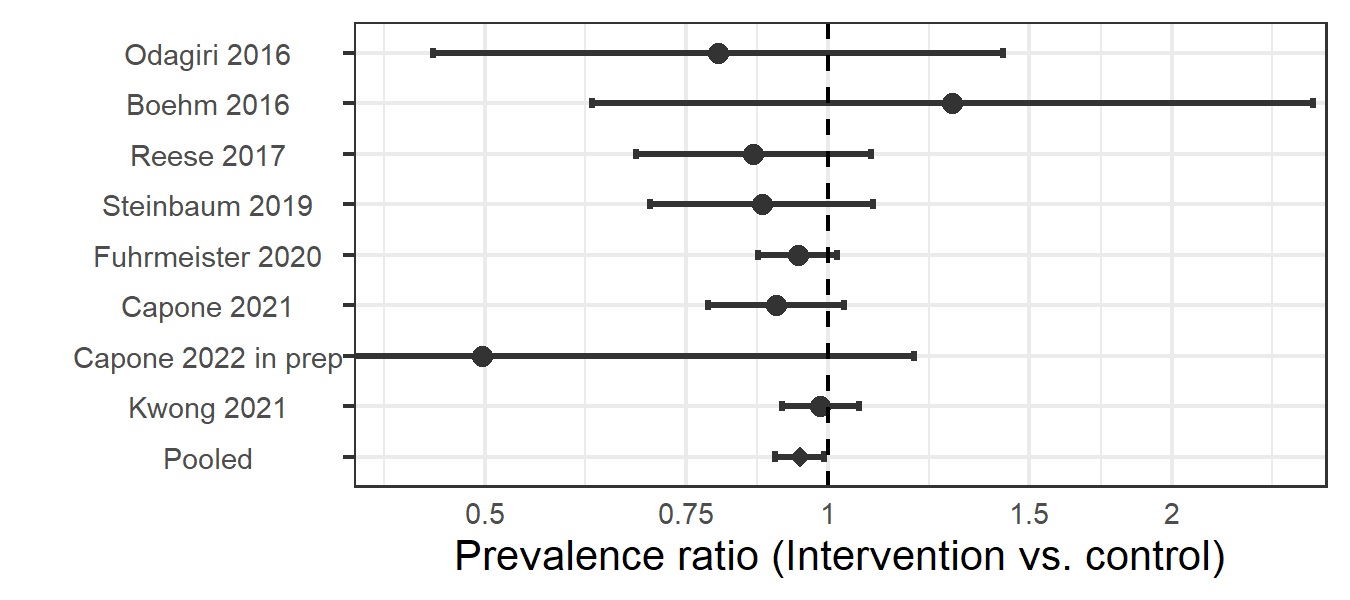 Odagiri 2016
Boehm 2016
Reese 2017
Steinbaum 2019
Fuhrmeister 2020
Capone 2021
Capone 2022 in prep
Kwong 2021
Pooled
0.5 0.75 1 1.5 2
Prevalence ratio (Intervention vs. control)